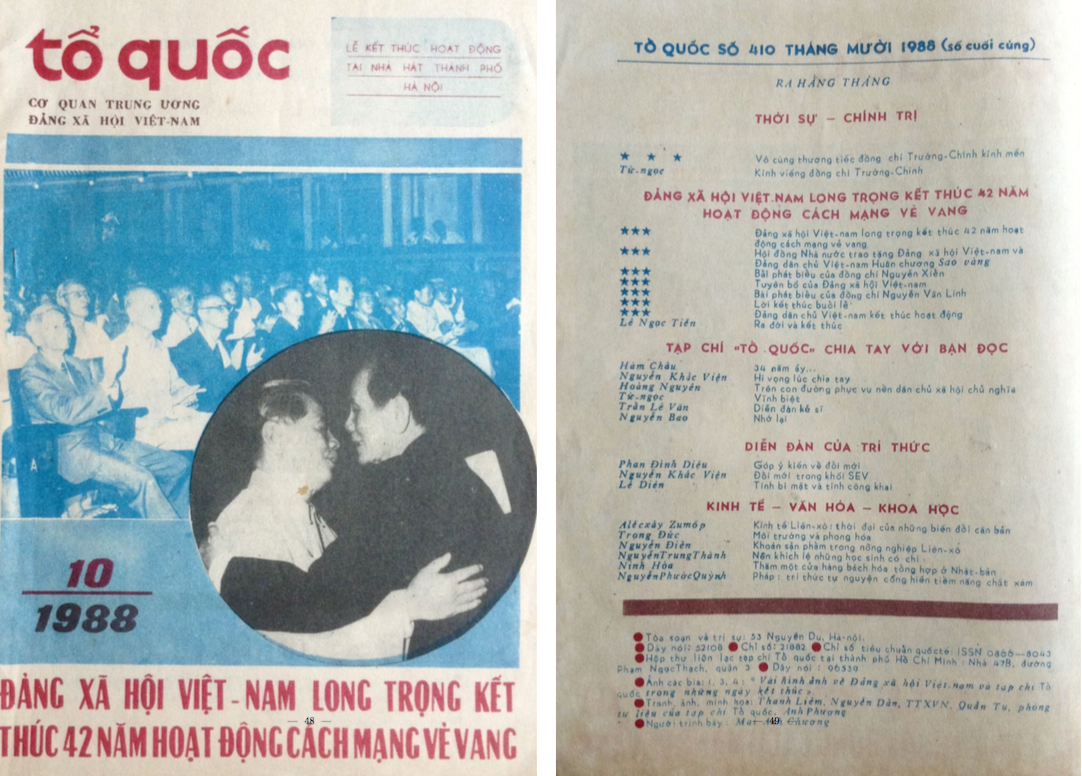 tổ quốc
CƠ QUAN TRUNG ƯƠNG
ĐẢNG XÃ HỘI VIỆT-NAM
LỄ KẾT THÚC HOẠT ĐỘNG
TẠI NHÀ HÁT THÀNH PHỐ
HÀ NỘI
10
1988
ĐẢNG XÃ HỘI VIỆT-NAM LONG TRỌNG KẾT
THÚC 42 NĂM HOẠT ĐỘNG CÁCH MẠNG VẺ VANG
— 48 —
TỔ QUỐC SỐ 410 THÁNG MƯỜI 1988 (số cuối cùng)
RA HÀNG THÁNG
THỜI SỰ – CHÍNH TRỊ
★ ★ ★ Vô cùng thương tiếc đồng chí Trường-Chinh kính mến
Từ-ngọc Kính viếng đồng chí Trường-Chinh
ĐẢNG XÃ HỘI VIỆT-NAM LONG TRỌNG KẾT THÚC 42 NĂM
HOẠT ĐỘNG CÁCH MẠNG VẺ VANG
★★★ Đảng xã hội Việt-nam long trọng kết thúc 42 năm hoạt
động cách mạng vẻ vang
★★★ Hội đồng Nhà nước trao tặng Đảng xã hội Việt-nam và
Đảng dân chủ Việt-nam Huân chương Sao vàng
★★★ Bài phát biểu của đồng chí Nguyễn Xiển
★★★ Tuyên bố của Đảng xã hội Việt-nam
★★★ Bài phát biểu của đồng chí Nguyễn Văn Linh
★★★ Lời kết thúc buổi lễ
★★★ Đảng dân chủ Việt-nam kết thúc hoạt động
Lê Ngọc Tiến Ra đời và kết thúc
TẠP CHÍ «TỔ QUỐC» CHIA TAY VỚI BẠN ĐỌC
Hàm Châu 34 năm ấy...
Nguyễn Khắc Viện Hi vọng lúc chia tay
Hoàng Nguyên Trên con đường phục vụ nền dân chủ xã hội chủ nghĩa
Từ-ngọc Vĩnh biệt
Trần Lê Văn Diễn đàn kẻ sĩ
Nguyễn Bao Nhớ lại
DIỄN ĐÀN CỦA TRÍ THỨC
Phan Đình Diệu Góp ý kiến về đổi mới
Nguyễn Khắc Viện Đổi mới trong khối SEV
Lê Diên Tính bí mật và tính công khai
KINH TẾ – VĂN HÓA – KHOA HỌC
Alếcxây Zumốp Kinh tế Liên-xô: thời đại của những biến đổi căn bản
Trọng Đức Môi trường và phong hóa
Nguyễn Điền Khoán sản phẩm trong nông nghiệp Liên-xô
NguyễnTrungThành Nên khích lệ những học sinh có chí
Ninh Hòa Thăm một cửa hàng bách hóa tổng hợp ở Nhật-bản
NguyễnPhướcQuỳnh Pháp: trí thức tự nguyện cống hiến tiềm năng chất xám
● Tòa soạn và trị sự: 53 Nguyễn Du, Hà-nội.
● Dây nói: 52108 ● Chỉ số: 21882 ● Chỉ số tiêu chuẩn quốc tế: ISSN 0866—8043
● Hộp thư liên lạc tạp chí Tổ quốc tại thành phố Hồ Chí Minh: Nhà 47B, đường
Phạm Ngọc Thạch, quận 3 ● Dây nói: 96539
● Ảnh các bìa: 1, 3, 4: "Vài hình ảnh về Đảng xã hội Việt-nam và tạp chí Tổ
quốc trong những ngày kết thúc».
● Tranh, ảnh, minh họa: Thanh Liêm, Nguyễn Dân, TTXVN, Quần Tu, phòng
tư liệu của tạp chí Tổ quốc, Anh Phượng
● Người trình bày: Mai Chương
— 49 —